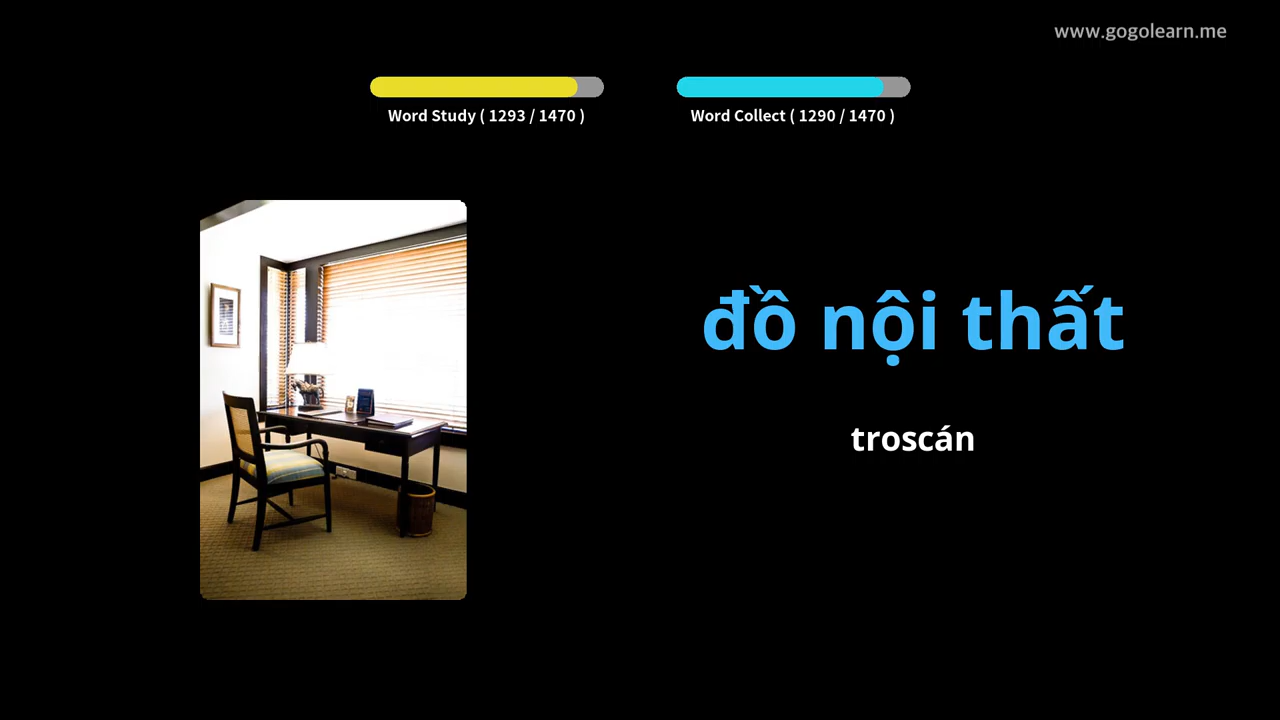 www.gogolearn.me
Word Study ( 1293 / 1470 )
Word Collect ( 1290 / 1470 )
đồ nội thất
troscán